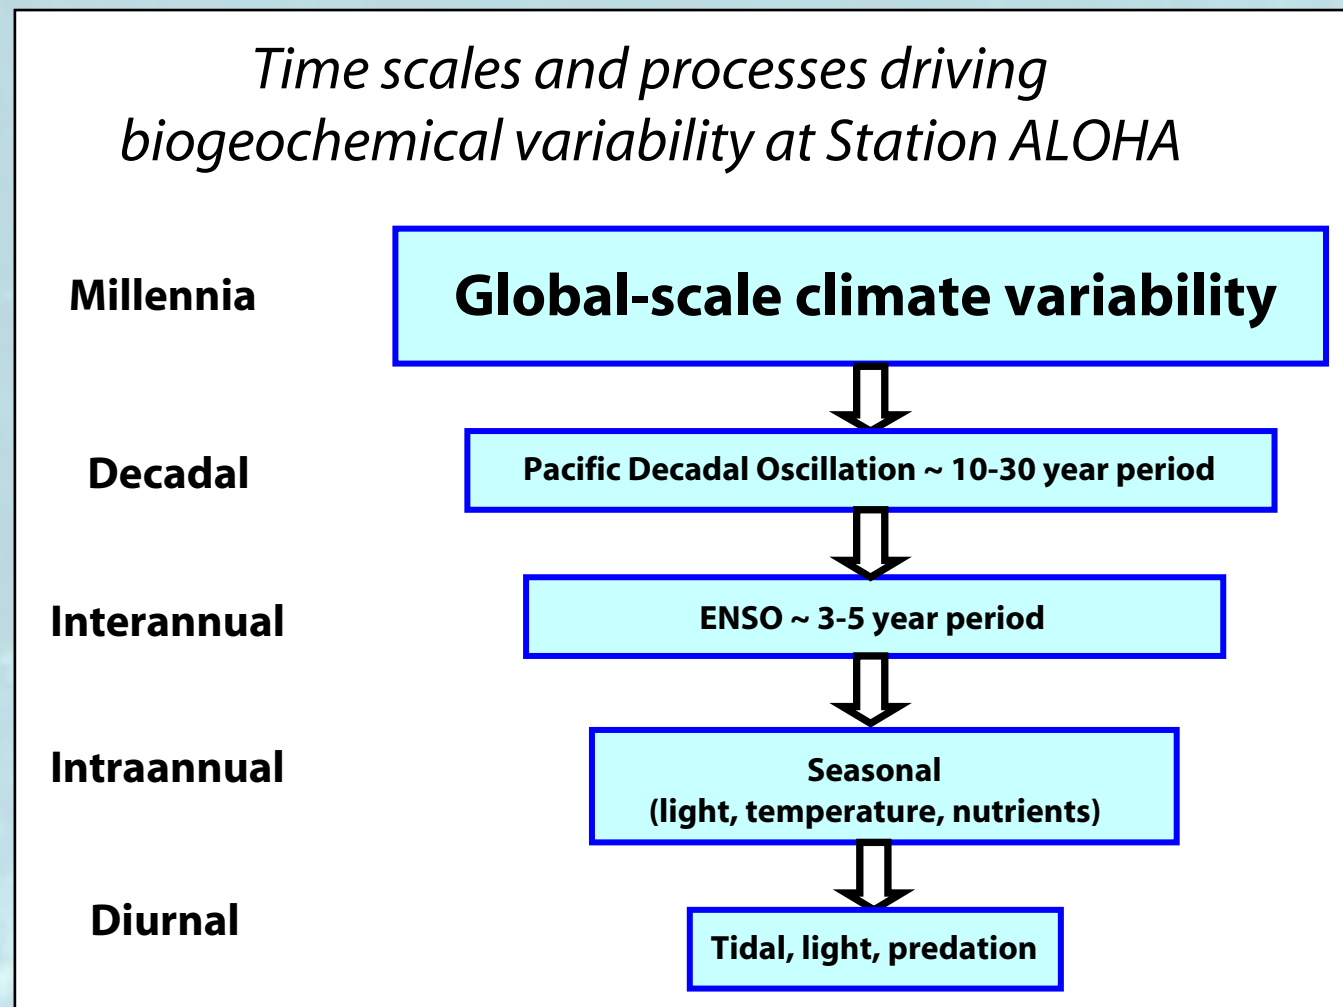 Time scales and processes driving
biogeochemical variability at Station ALOHA
Millennia
Global-scale climate variability
Decadal
Pacific Decadal Oscillation ~ 10-30 year period
Interannual
ENSO ~ 3-5 year period
Intraannual
Seasonal
(light, temperature, nutrients)
Diurnal
Tidal, light, predation